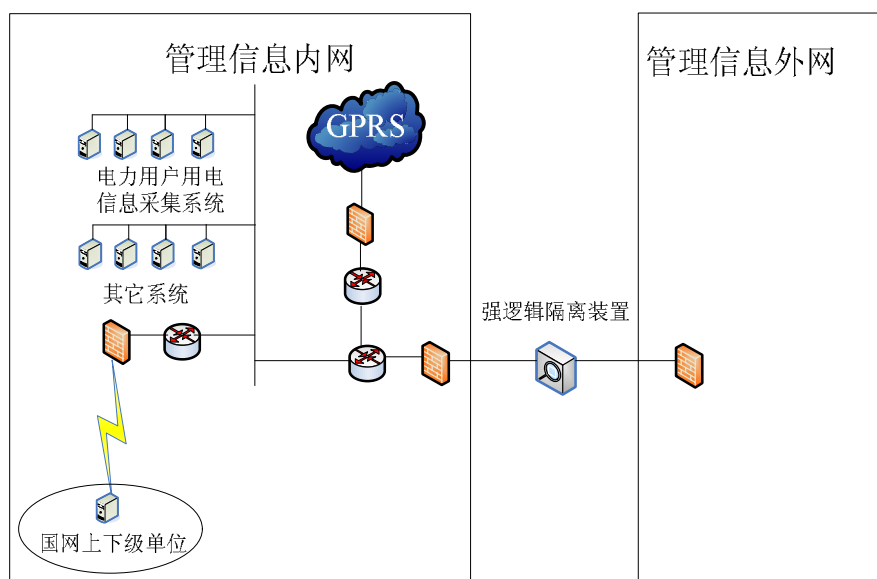 管理信息内网
管理信息外网
GPRS
电力用户用电
信息采集系统
其它系统
强逻辑隔离装置
国网上下级单位